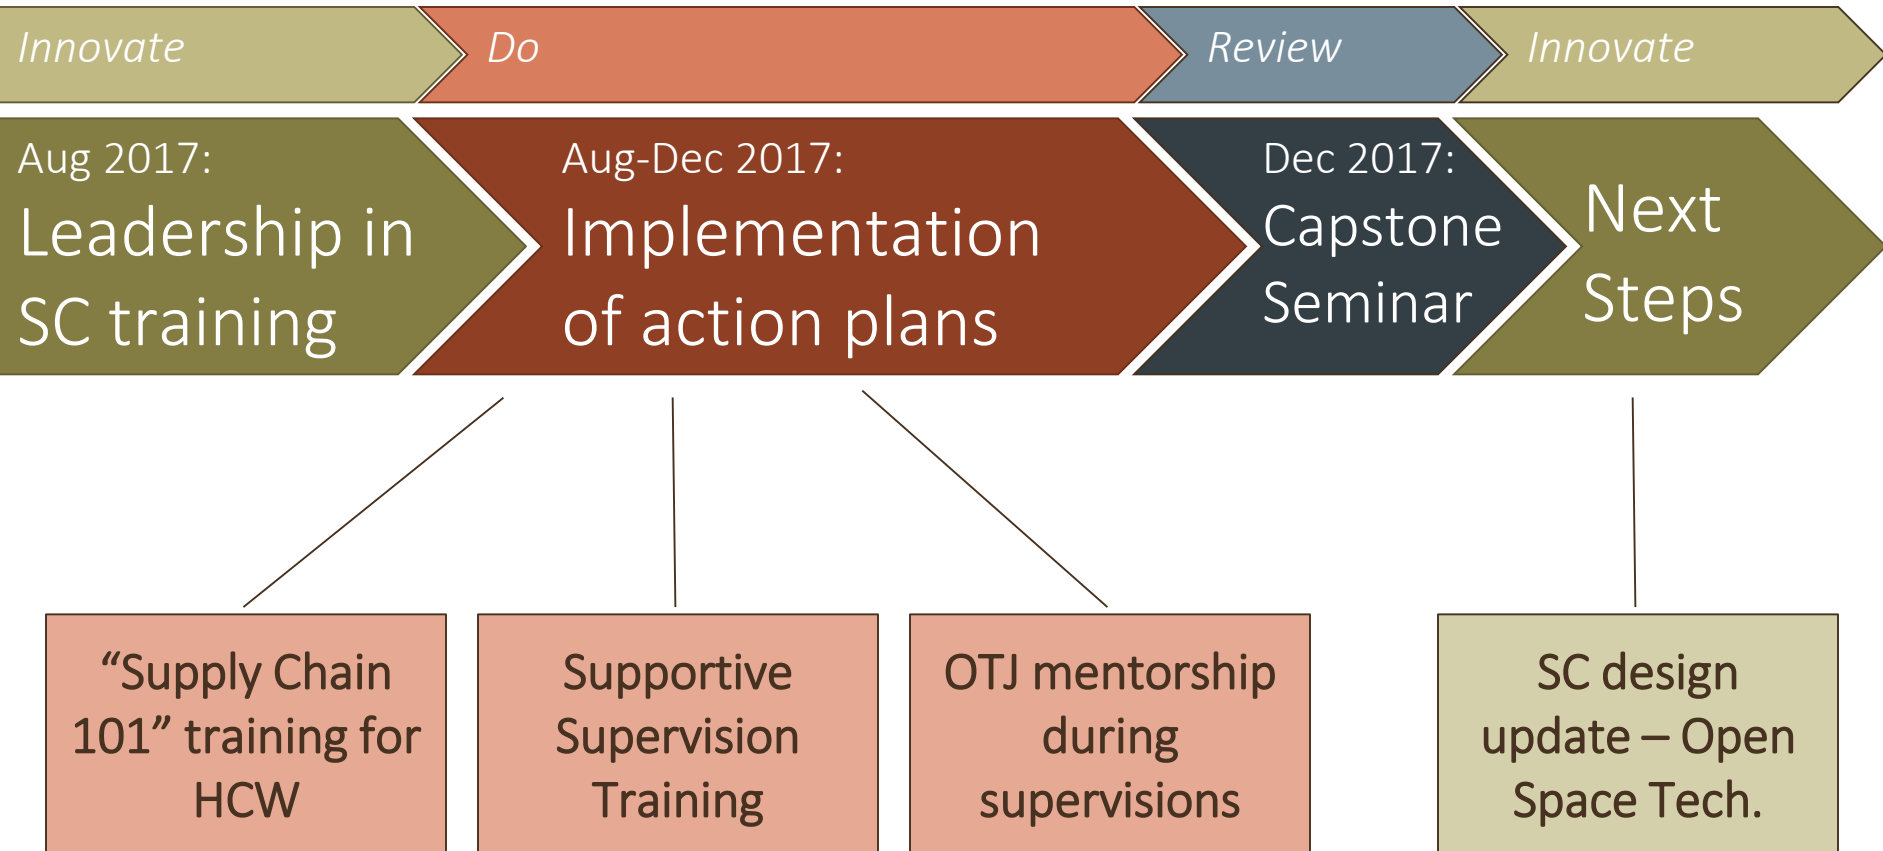 Innovate
Do
Review
Innovate
Aug 2017:
Leadership in
SC training
Aug-Dec 2017:
Implementation
of action plans
Dec 2017:
Capstone
Seminar
Next
Steps
“Supply Chain
101” training for
HCW
Supportive
Supervision
Training
OTJ mentorship
during
supervisions
SC design
update – Open
Space Tech.